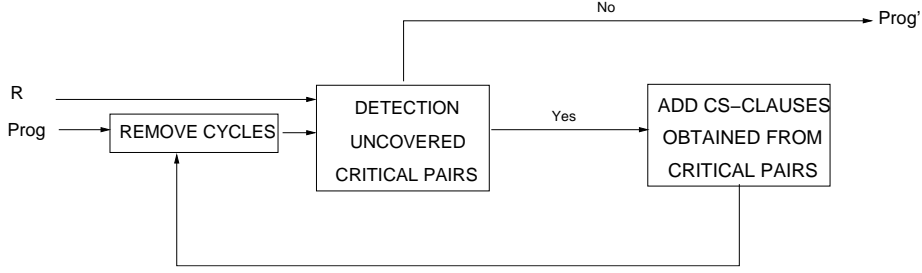 No
Prog'
R
Prog
REMOVE CYCLES
DETECTION
UNCOVERED
CRITICAL PAIRS
Yes
ADD CS−CLAUSES
OBTAINED FROM
CRITICAL PAIRS